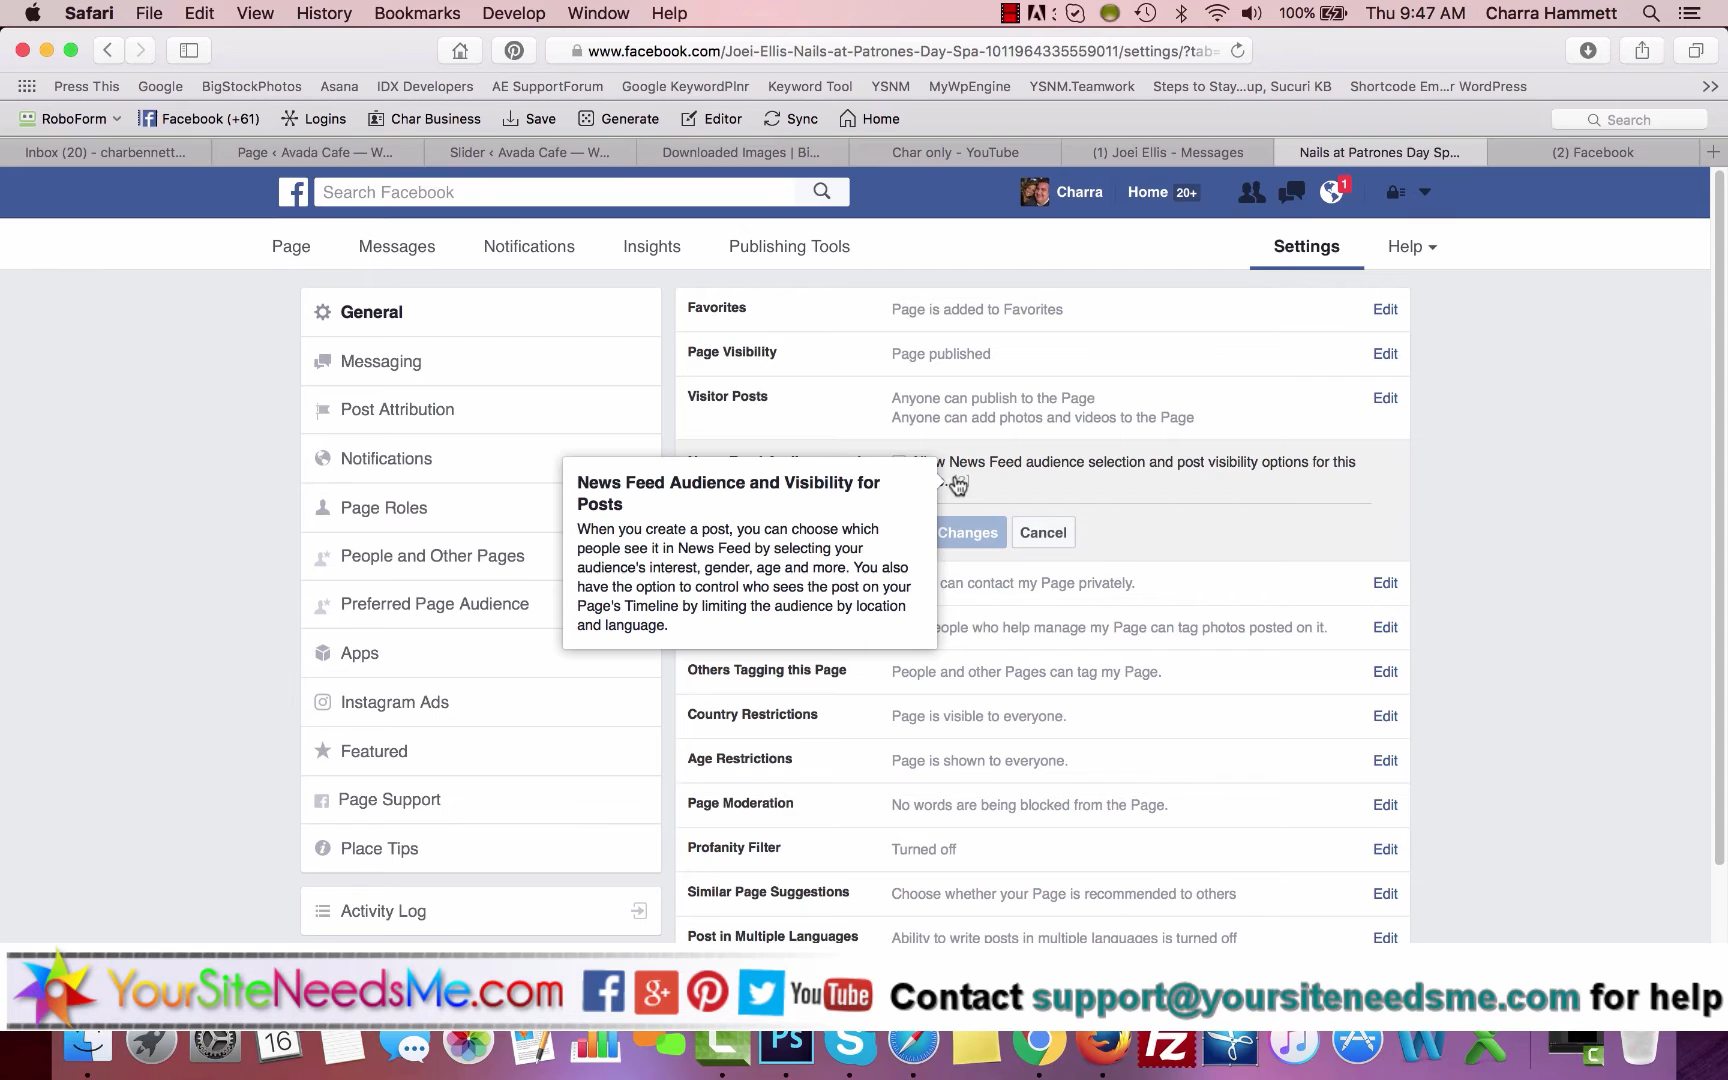 Safari File Edit View History Bookmarks Develop Window Help 100% Thu 9:47 AM Charra Hammett
www.facebook.com/Joei-Ellis-Nails-at-Patrones-Day-Spa-1011964335559011/settings/?tab=
Press This Google BigStockPhotos Asana IDX Developers AE SupportForum Google KeywordPlnr Keyword Tool YSNM MyWpEngine YSNM.Teamwork Steps to Stay...up, Sucuri KB Shortcode Em...r WordPress
RoboForm Facebook (+61) Logins Char Business Save Generate Editor Sync Home Search
Inbox (20) - charbennett... Page ‹ Avada Cafe — W... Slider ‹ Avada Cafe — W... Downloaded Images | Bi... Char only - YouTube (1) Joei Ellis - Messages Nails at Patrones Day Sp... (2) Facebook
Search Facebook Charra Home 20+ 1
Page Messages Notifications Insights Publishing Tools Settings Help
General
Messaging
Post Attribution
Notifications
Page Roles
People and Other Pages
Preferred Page Audience
Apps
Instagram Ads
Featured
Page Support
Place Tips
Activity Log
Favorites Page is added to Favorites Edit
Page Visibility Page published Edit
Visitor Posts Anyone can publish to the Page Edit
Anyone can add photos and videos to the Page
News Feed audience selection and post visibility options for this
Changes Cancel
News Feed Audience and Visibility for
Posts
When you create a post, you can choose which
people see it in News Feed by selecting your
audience's interest, gender, age and more. You also
have the option to control who sees the post on your
Page's Timeline by limiting the audience by location
and language.
can contact my Page privately. Edit
who help manage my Page can tag photos posted on it. Edit
Others Tagging this Page People and other Pages can tag my Page. Edit
Country Restrictions Page is visible to everyone. Edit
Age Restrictions Page is shown to everyone. Edit
Page Moderation No words are being blocked from the Page. Edit
Profanity Filter Turned off Edit
Similar Page Suggestions Choose whether your Page is recommended to others Edit
Post in Multiple Languages Ability to write posts in multiple languages is turned off Edit
YourSiteNeedsMe.com g+ YouTube Contact support@yoursiteneedsme.com for help
16 Ps FZ